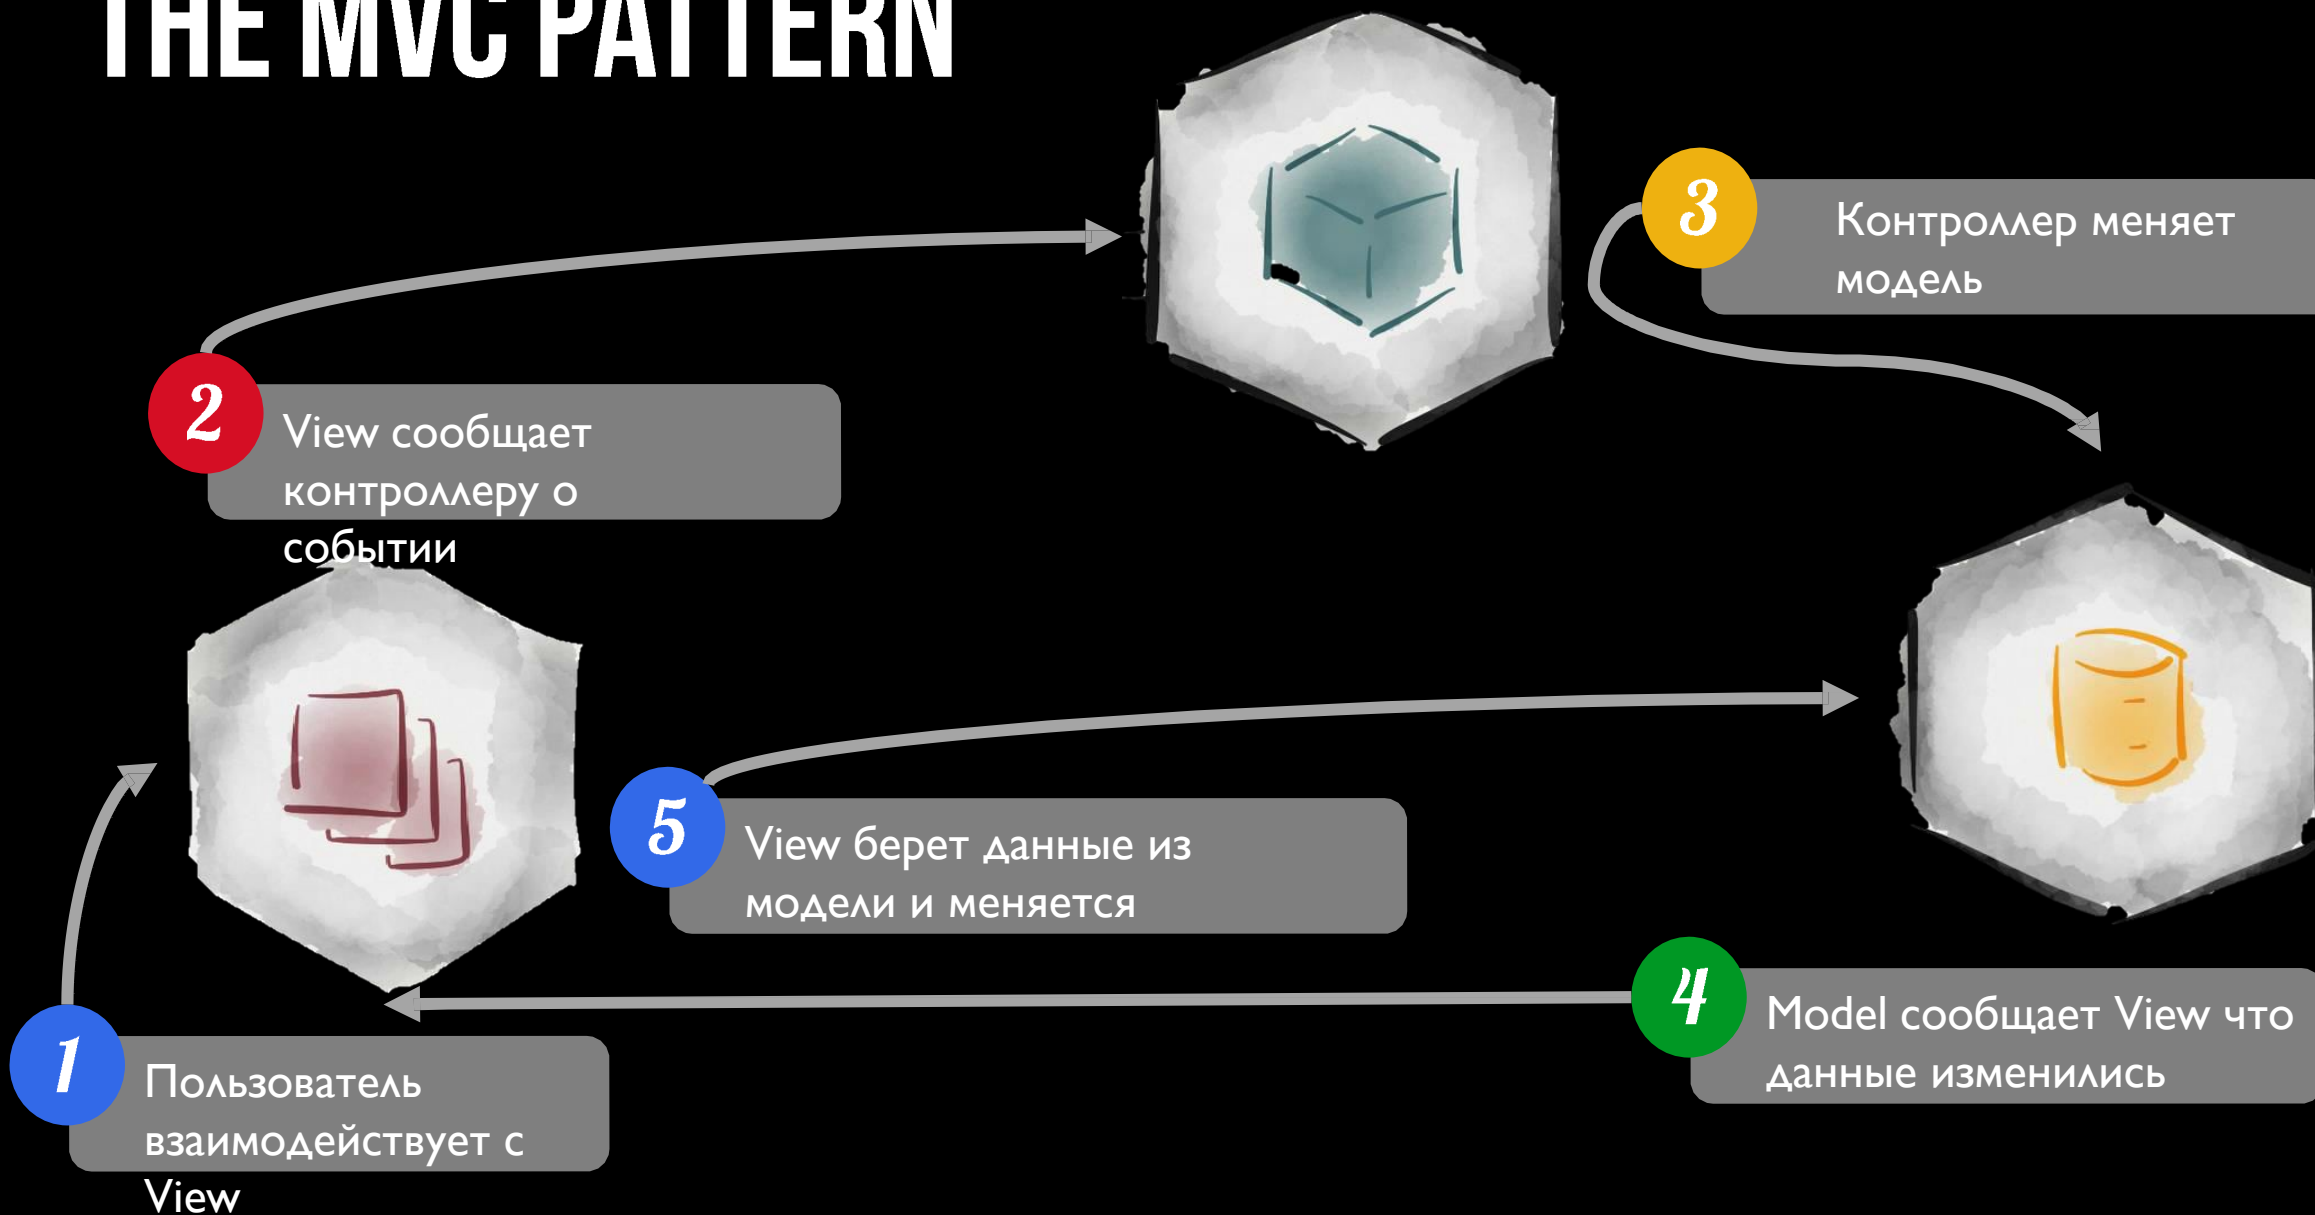 THE MVC PATTERN
3
Контроллер меняет
модель
2
View сообщает
контроллеру о
событии
5
View берет данные из
модели и меняется
4
Model сообщает View что
данные изменились
1
Пользователь
взаимодействует с
View